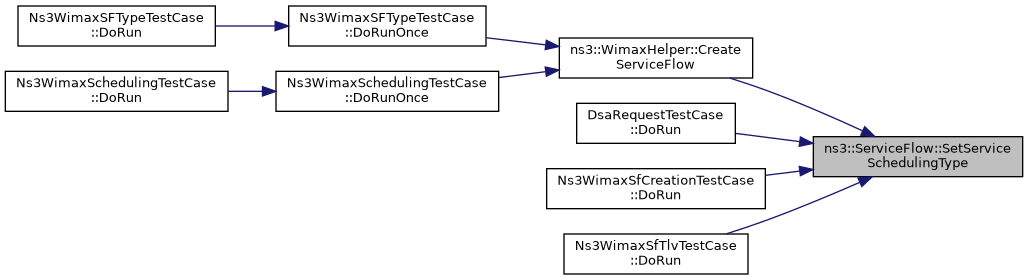 Ns3WimaxSFTypeTestCase
::DoRun
Ns3WimaxSFTypeTestCase
::DoRunOnce
ns3::WimaxHelper::Create
ServiceFlow
Ns3WimaxSchedulingTestCase
::DoRun
Ns3WimaxSchedulingTestCase
::DoRunOnce
DsaRequestTestCase
::DoRun
ns3::ServiceFlow::SetService
SchedulingType
Ns3WimaxSfCreationTestCase
::DoRun
Ns3WimaxSfTlvTestCase
::DoRun